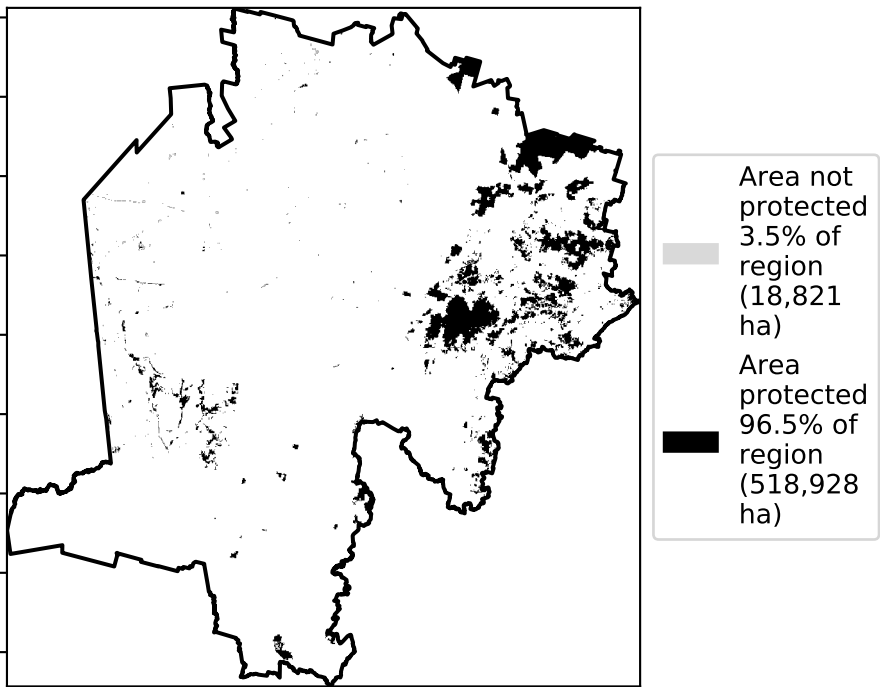 Area not
protected
3.5% of
region
(18,821
ha)
Area
protected
96.5% of
region
(518,928
ha)